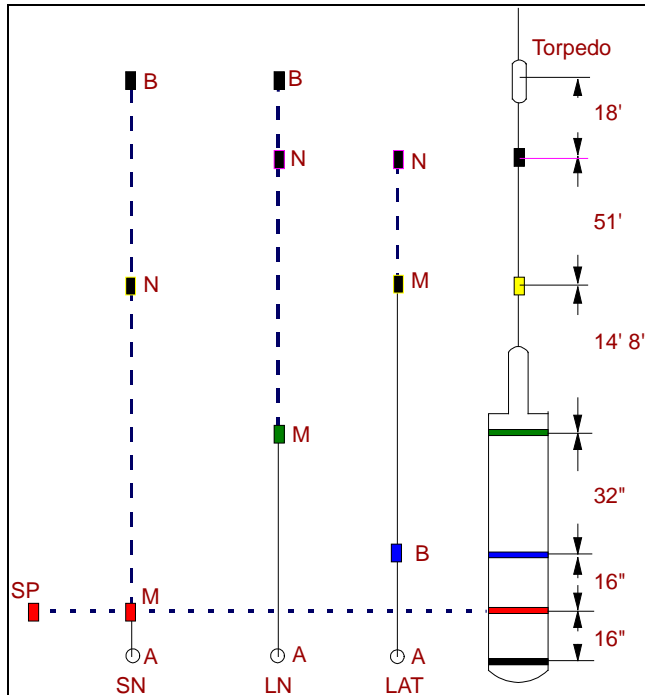 Torpedo
B
B
18'
N
N
51'
N
M
14' 8"
M
32"
B
16"
SP
M
16"
A
A
A
SN
LN
LAT